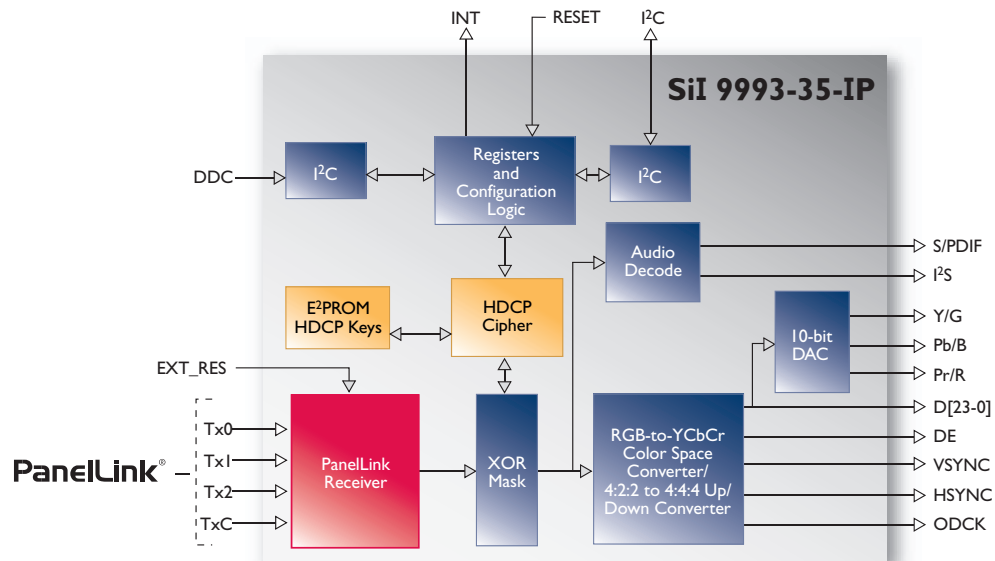 INT
RESET
I²C
SiI 9993-35-IP
DDC
I²C
Registers
and
Configuration
Logic
I²C
Audio
Decode
S/PDIF
I²S
E²PROM
HDCP Keys
HDCP
Cipher
10-bit
DAC
Y/G
Pb/B
Pr/R
EXT_RES
D[23-0]
PanelLink®
Tx0
Tx1
Tx2
TxC
PanelLink
Receiver
XOR
Mask
RGB-to-YCbCr
Color Space
Converter/
4:2:2 to 4:4:4 Up/
Down Converter
DE
VSYNC
HSYNC
ODCK